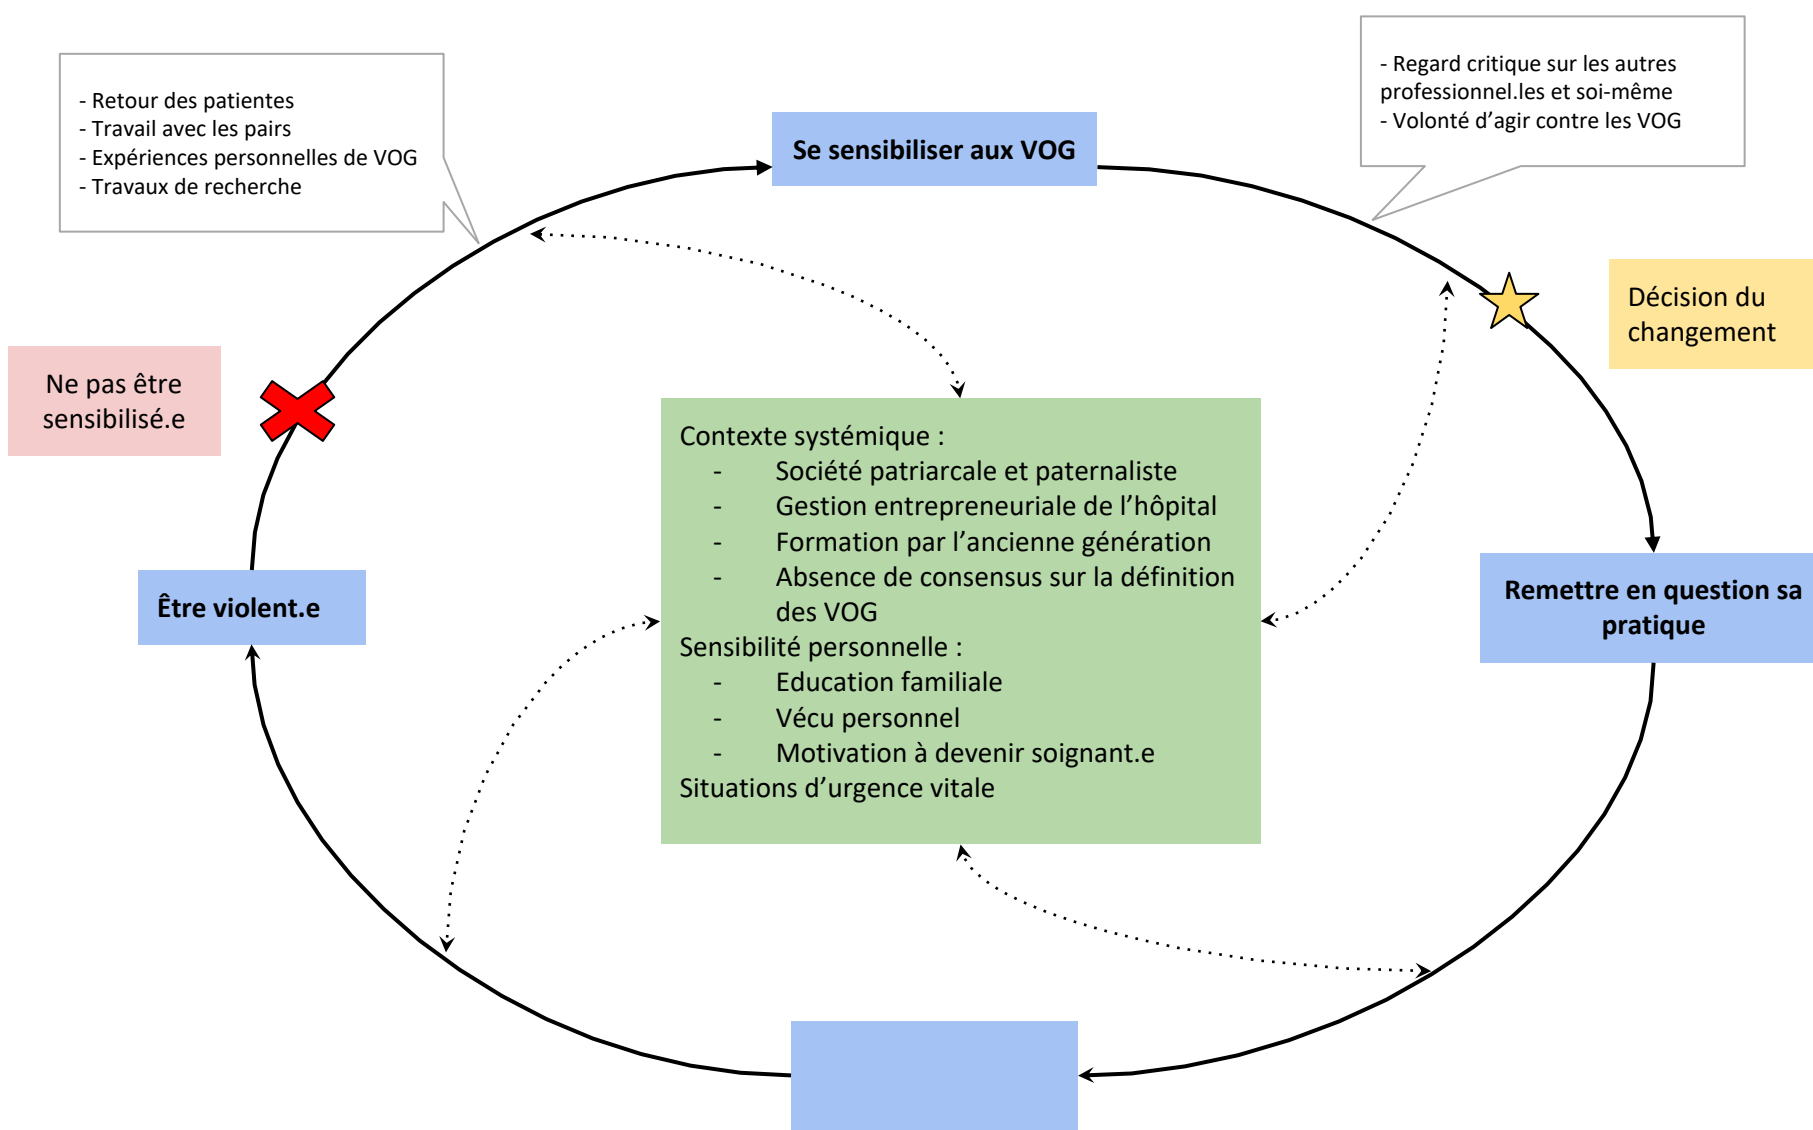 - Retour des patientes
- Travail avec les pairs
- Expériences personnelles de VOG
- Travaux de recherche
Se sensibiliser aux VOG
- Regard critique sur les autres
professionnel.les et soi-même
- Volonté d’agir contre les VOG
Décision du
changement
Ne pas être
sensibilisé.e
Contexte systémique :
- Société patriarcale et paternaliste
- Gestion entrepreneuriale de l’hôpital
- Formation par l’ancienne génération
- Absence de consensus sur la définition
des VOG
Sensibilité personnelle :
- Education familiale
- Vécu personnel
- Motivation à devenir soignant.e
Situations d’urgence vitale
Être violent.e
Remettre en question sa
pratique